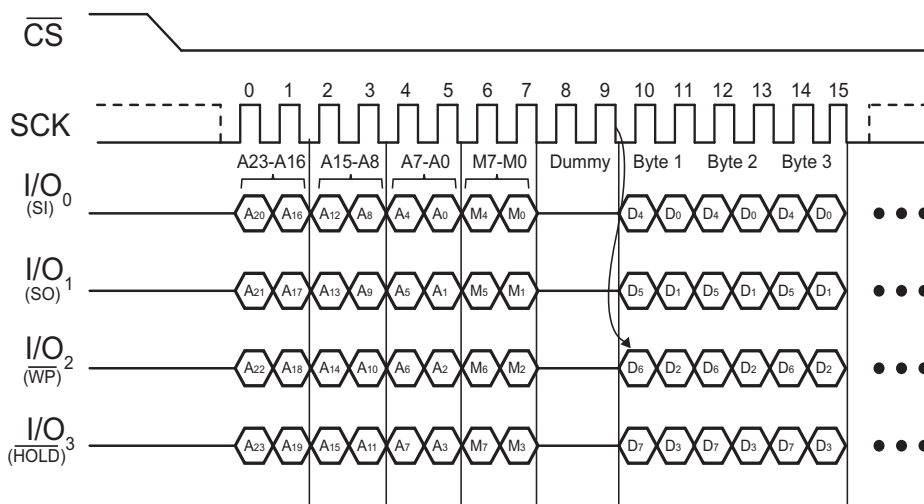 CS
0 1 2 3 4 5 6 7 8 9 10 11 12 13 14 15
SCK
A23-A16 A15-A8 A7-A0 M7-M0 Dummy Byte 1 Byte 2 Byte 3
I/O0
(SI)
A20 A16 A12 A8 A4 A0 M4 M0 D4 D0 D4 D0 D4 D0
I/O1
(SO)
A21 A17 A13 A9 A5 A1 M5 M1 D5 D1 D5 D1 D5 D1
I/O2
(WP)
A22 A18 A14 A10 A6 A2 M6 M2 D6 D2 D6 D2 D6 D2
I/O3
(HOLD)
A23 A19 A15 A11 A7 A3 M7 M3 D7 D3 D7 D3 D7 D3